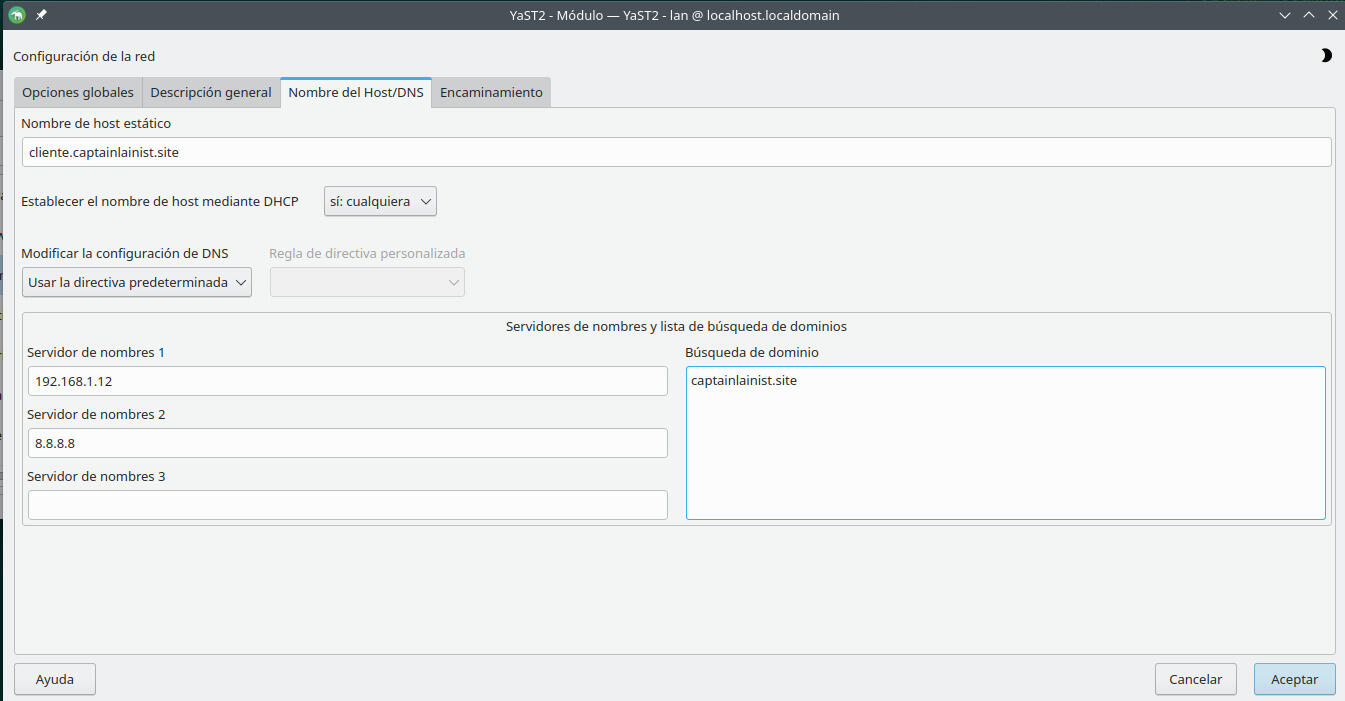 YaST2 - Módulo — YaST2 - lan @ localhost.localdomain
Configuración de la red
Opciones globales Descripción general Nombre del Host/DNS Encaminamiento
Nombre de host estático
cliente.captainlainist.site
Establecer el nombre de host mediante DHCP sí: cualquiera
Modificar la configuración de DNS Regla de directiva personalizada
Usar la directiva predeterminada
Servidores de nombres y lista de búsqueda de dominios
Servidor de nombres 1 Búsqueda de dominio
192.168.1.12 captainlainist.site
Servidor de nombres 2
8.8.8.8
Servidor de nombres 3
Ayuda Cancelar Aceptar